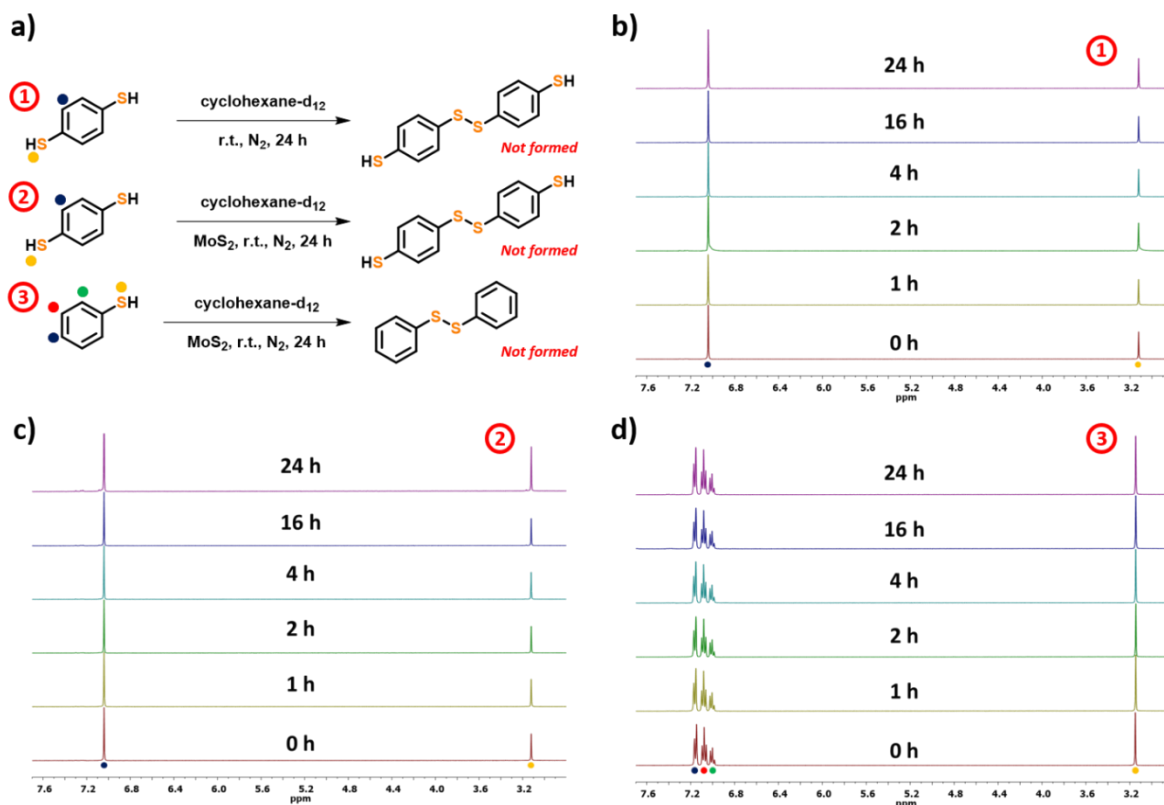 a)
1
SH
HS
cyclohexane-d12
r.t., N2, 24 h
SH
S
S
HS
Not formed
2
SH
HS
cyclohexane-d12
MoS2, r.t., N2, 24 h
SH
S
S
HS
Not formed
3
SH
cyclohexane-d12
MoS2, r.t., N2, 24 h
S
S
Not formed
b)
1
24 h
16 h
4 h
2 h
1 h
0 h
7.6 7.2 6.8 6.4 6.0 5.6 5.2 4.8 4.4 4.0 3.6 3.2
ppm
c)
2
24 h
16 h
4 h
2 h
1 h
0 h
7.6 7.2 6.8 6.4 6.0 5.6 5.2 4.8 4.4 4.0 3.6 3.2
ppm
d)
3
24 h
16 h
4 h
2 h
1 h
0 h
7.6 7.2 6.8 6.4 6.0 5.6 5.2 4.8 4.4 4.0 3.6 3.2
ppm